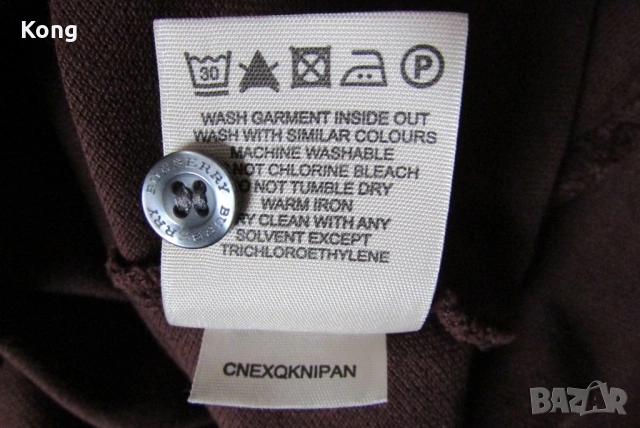 Kong
30
P
WASH GARMENT INSIDE OUT
WASH WITH SIMILAR COLOURS
MACHINE WASHABLE
NOT CHLORINE BLEACH
NOT TUMBLE DRY
WARM IRON
CLEAN WITH ANY
SOLVENT EXCEPT
TRICHLOROETHYLENE
BURBERRY BURBERRY
CNEXQKNIPAN
BAZAR